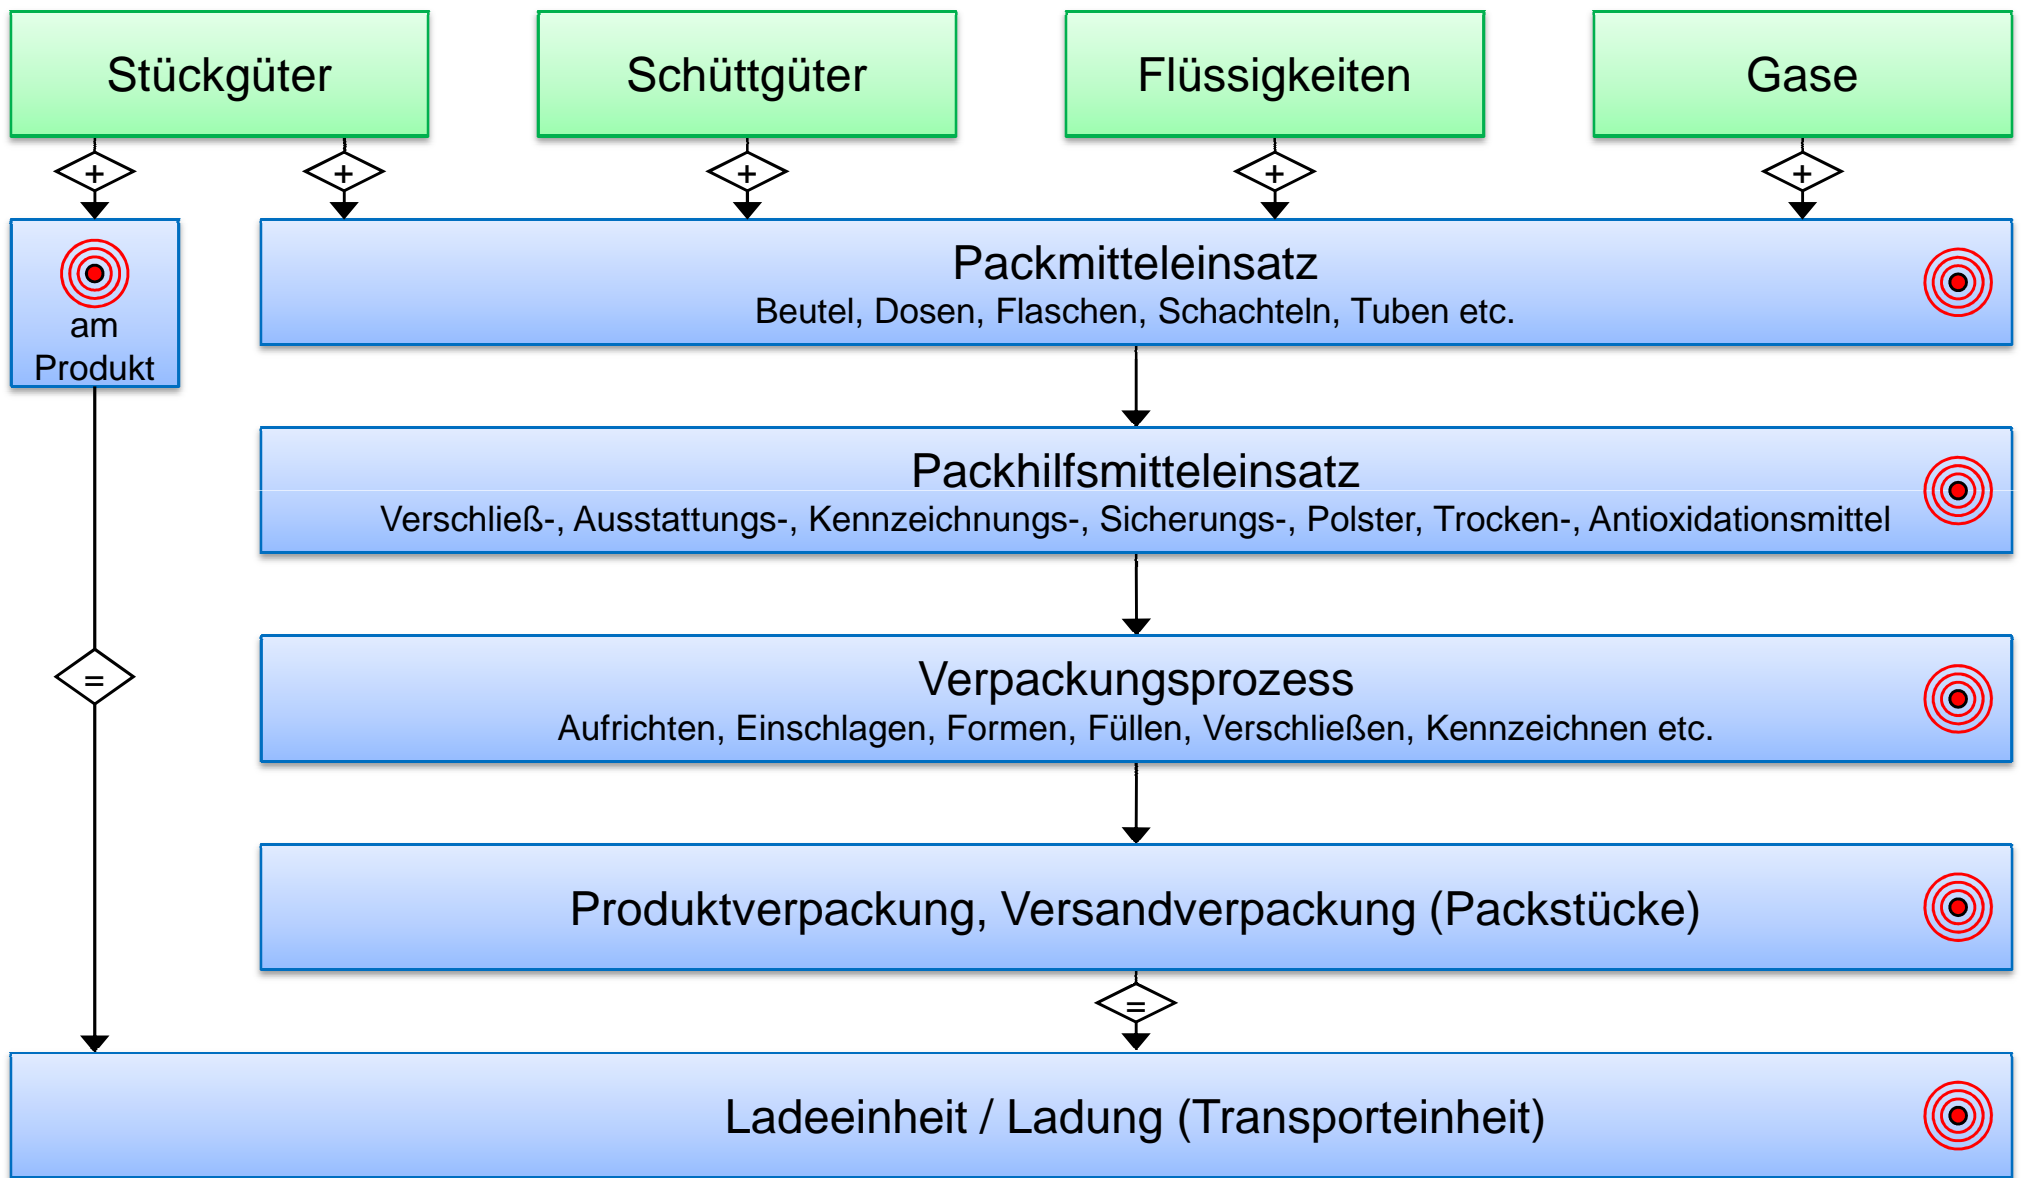 Stückgüter
Schüttgüter
Flüssigkeiten
Gase
+
+
+
+
+
am
Produkt
Packmitteleinsatz
Beutel, Dosen, Flaschen, Schachteln, Tuben etc.
Packhilfsmitteleinsatz
Verschließ-, Ausstattungs-, Kennzeichnungs-, Sicherungs-, Polster, Trocken-, Antioxidationsmittel
=
Verpackungsprozess
Aufrichten, Einschlagen, Formen, Füllen, Verschließen, Kennzeichnen etc.
Produktverpackung, Versandverpackung (Packstücke)
=
Ladeeinheit / Ladung (Transporteinheit)